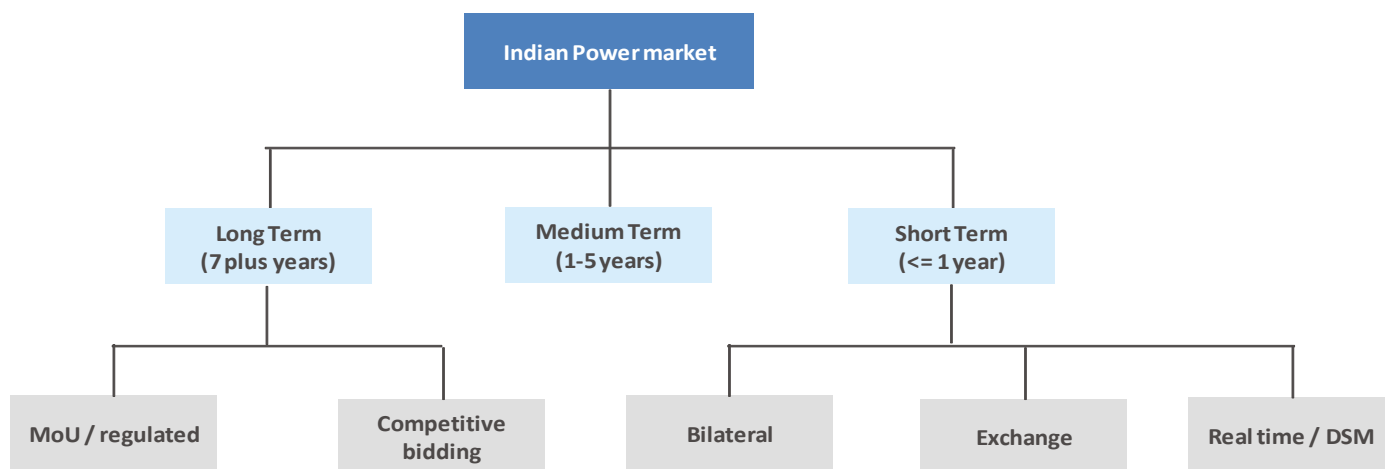 Indian Power market
Long Term
(7 plus years)
Medium Term
(1-5 years)
Short Term
(<= 1 year)
MoU / regulated
Competitive
bidding
Bilateral
Exchange
Real time / DSM